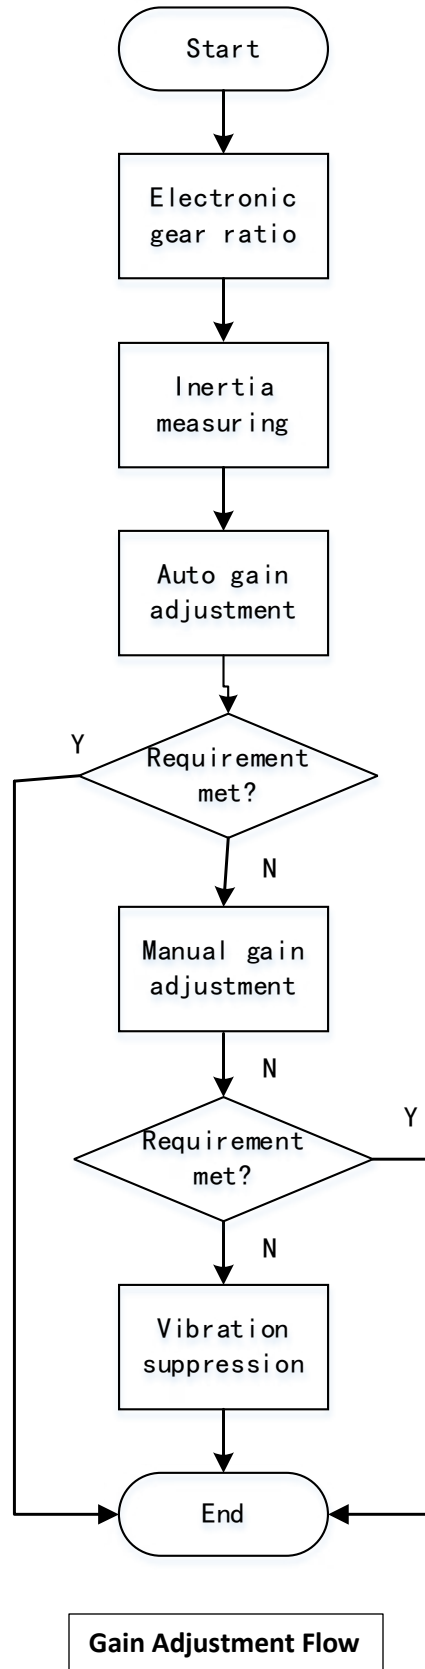 Start
Electronic
gear ratio
Inertia
measuring
Auto gain
adjustment
Y
Requirement
met?
N
Manual gain
adjustment
N
Y
Requirement
met?
N
Vibration
suppression
End
Gain Adjustment Flow